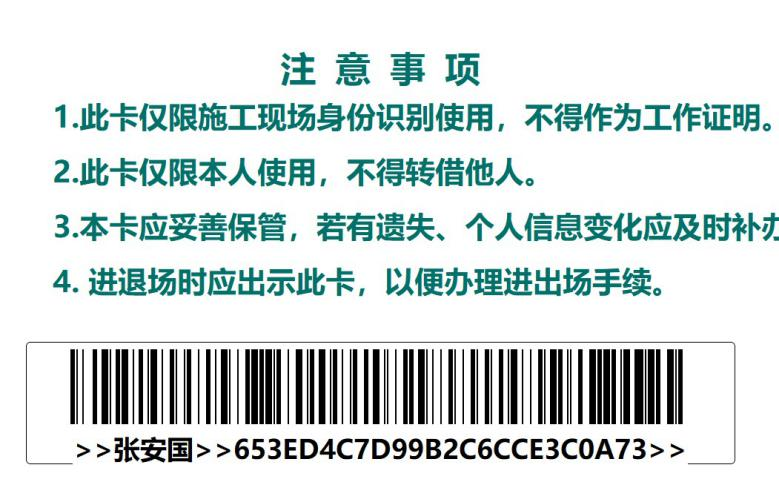 注意事项
1.此卡仅限施工现场身份识别使用，不得作为工作证明。
2.此卡仅限本人使用，不得转借他人。
3.本卡应妥善保管，若有遗失、个人信息变化应及时补办
4. 进退场时应出示此卡，以便办理进出场手续。
>>张安国>>653ED4C7D99B2C6CCE3C0A73>>